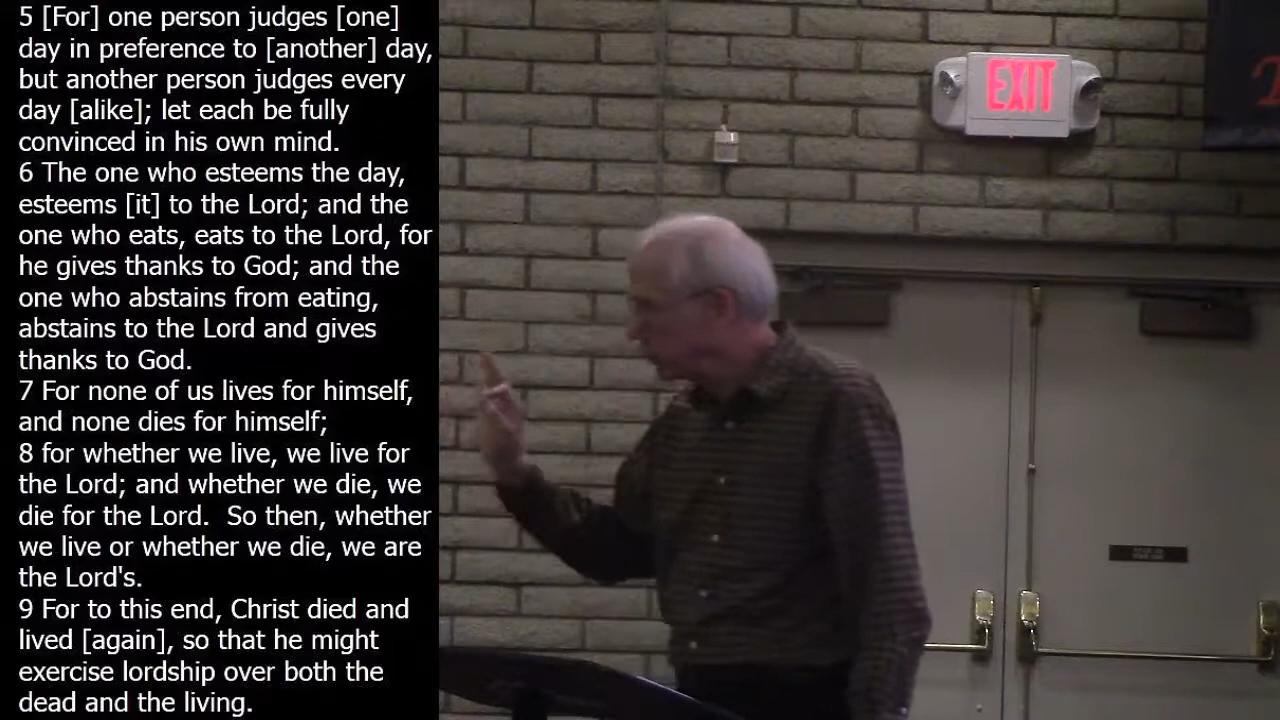 5 [For] one person judges [one]
day in preference to [another] day,
but another person judges every
day [alike]; let each be fully
convinced in his own mind.
6 The one who esteems the day,
esteems [it] to the Lord; and the
one who eats, eats to the Lord, for
he gives thanks to God; and the
one who abstains from eating,
abstains to the Lord and gives
thanks to God.
7 For none of us lives for himself,
and none dies for himself;
8 for whether we live, we live for
the Lord; and whether we die, we
die for the Lord.  So then, whether
we live or whether we die, we are
the Lord's.
9 For to this end, Christ died and
lived [again], so that he might
exercise lordship over both the
dead and the living.
EXIT